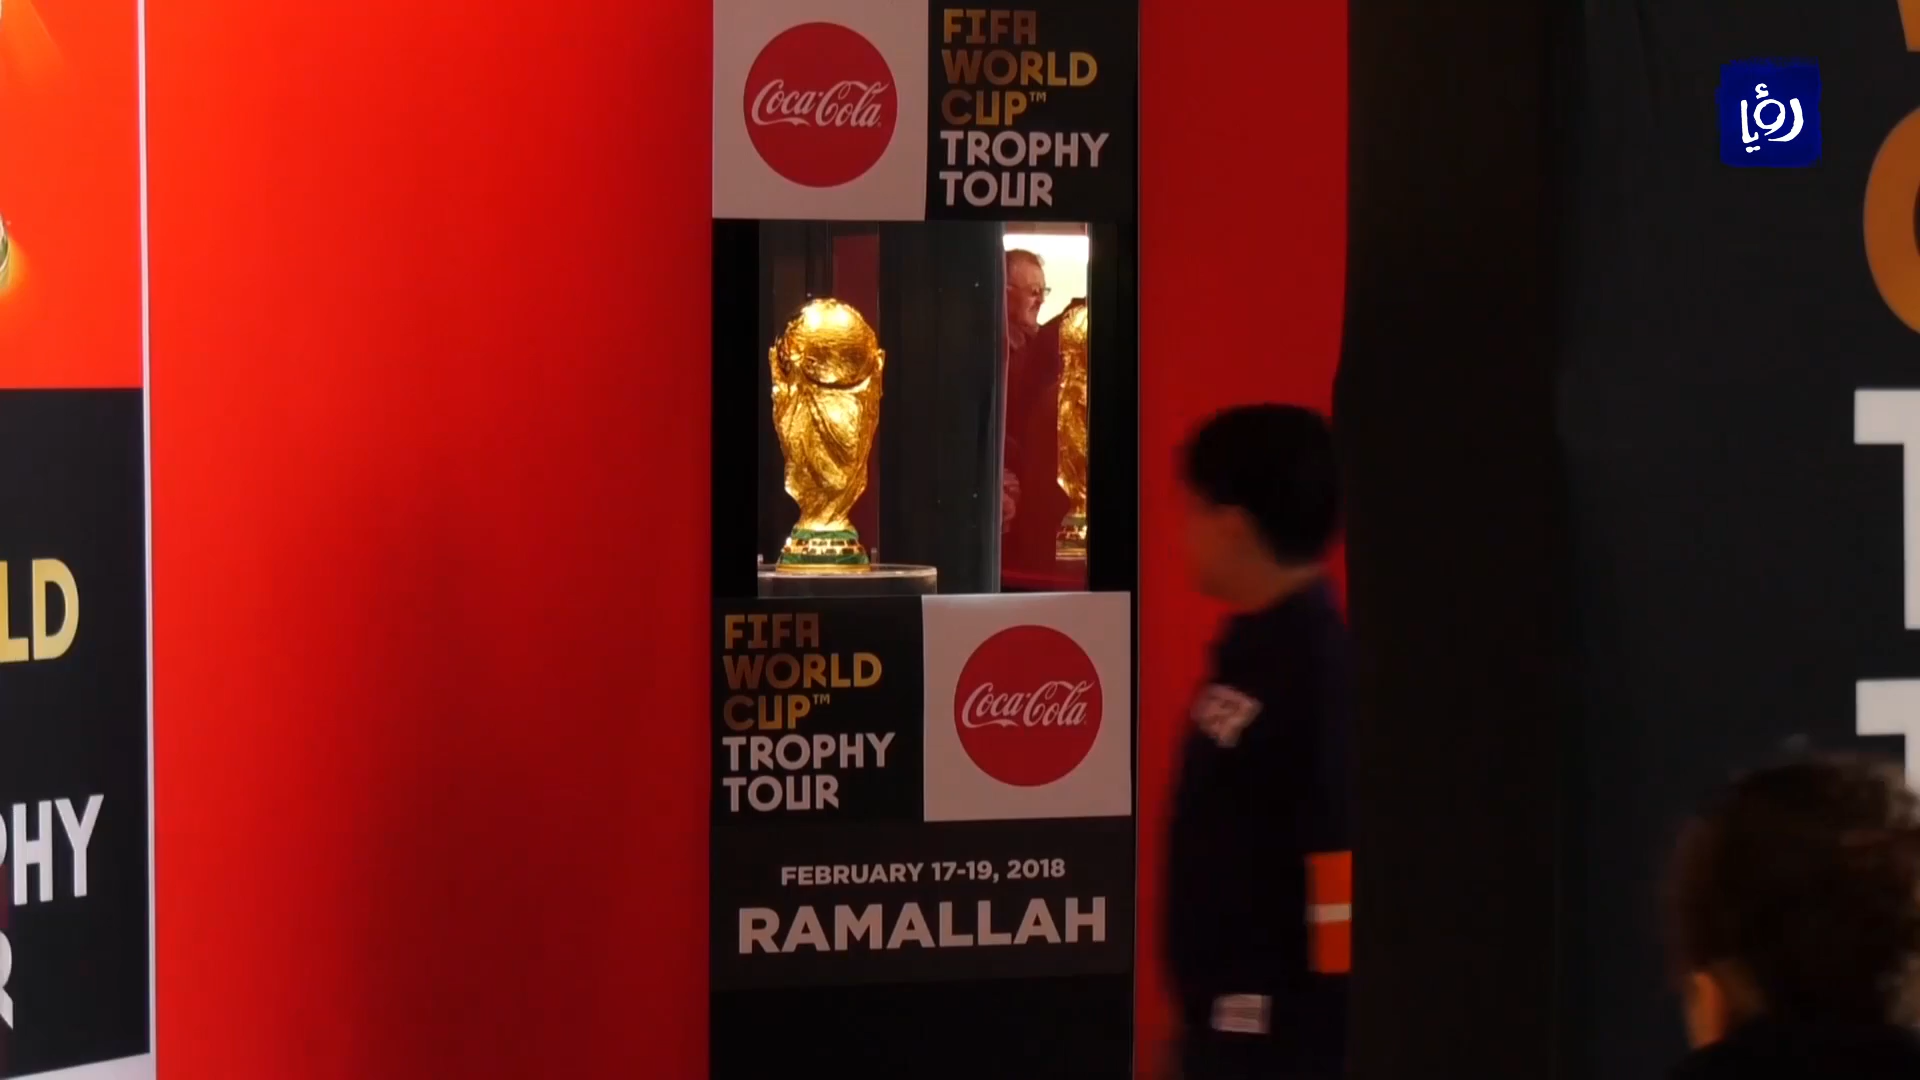 Coca-Cola
FIFA
WORLD
CUP™
TROPHY
TOUR
رؤيا
FIFA
WORLD
CUP™
TROPHY
TOUR
Coca-Cola
FEBRUARY 17-19, 2018
RAMALLAH
LD
PHY
R